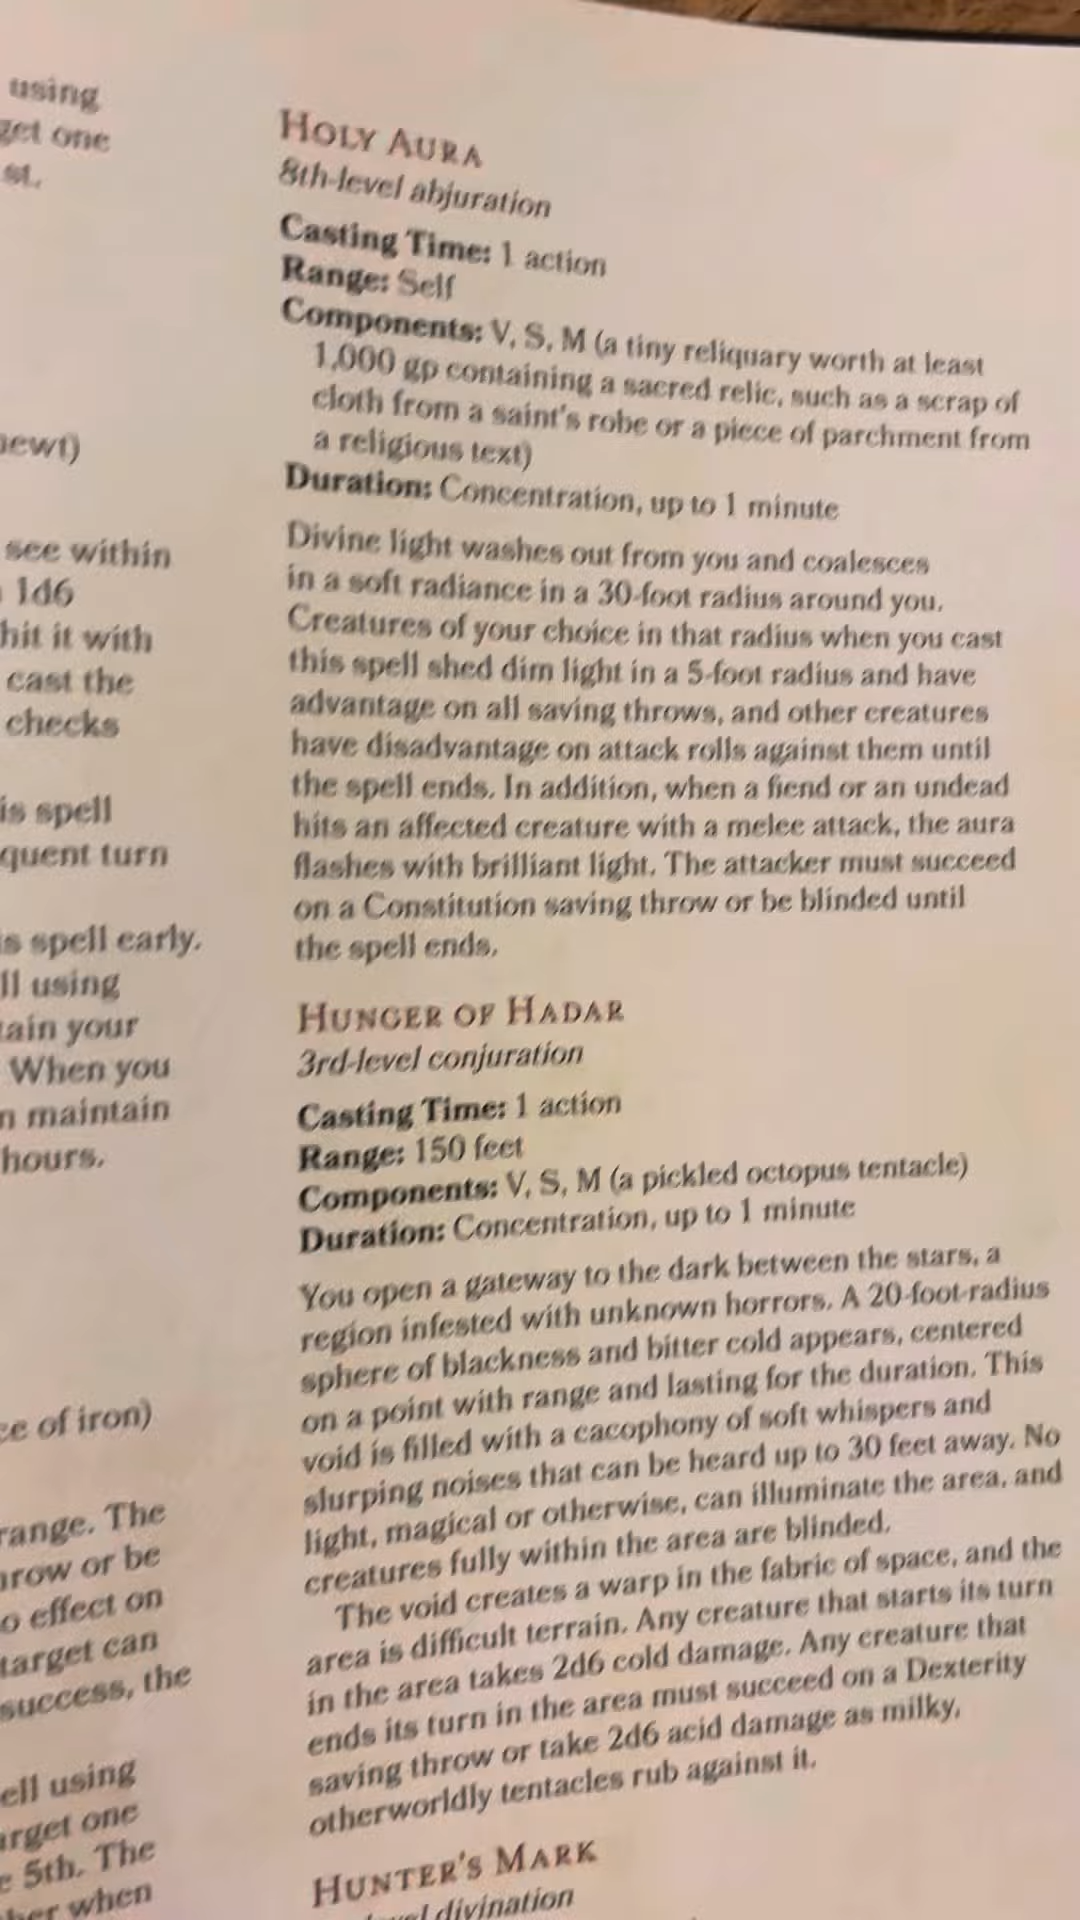 using
get one
st.
newt)
see within
1d6
hit it with
cast the
checks
is spell
quent turn
is spell early.
ll using
tain your
When you
n maintain
hours.
ce of iron)
range. The
hrow or be
o effect on
target can
success, the
ell using
arget one
e 5th. The
her when
HOLY AURA
8th-level abjuration
Casting Time: 1 action
Range: Self
Components: V, S, M (a tiny reliquary worth at least
1,000 gp containing a sacred relic, such as a scrap of
cloth from a saint's robe or a piece of parchment from
a religious text)
Duration: Concentration, up to 1 minute
Divine light washes out from you and coalesces
in a soft radiance in a 30-foot radius around you.
Creatures of your choice in that radius when you cast
this spell shed dim light in a 5-foot radius and have
advantage on all saving throws, and other creatures
have disadvantage on attack rolls against them until
the spell ends. In addition, when a fiend or an undead
hits an affected creature with a melee attack, the aura
flashes with brilliant light. The attacker must succeed
on a Constitution saving throw or be blinded until
the spell ends.
HUNGER OF HADAR
3rd-level conjuration
Casting Time: 1 action
Range: 150 feet
Components: V, S, M (a pickled octopus tentacle)
Duration: Concentration, up to 1 minute
You open a gateway to the dark between the stars, a
region infested with unknown horrors. A 20-foot-radius
sphere of blackness and bitter cold appears, centered
on a point with range and lasting for the duration. This
void is filled with a cacophony of soft whispers and
slurping noises that can be heard up to 30 feet away. No
light, magical or otherwise, can illuminate the area, and
creatures fully within the area are blinded.
The void creates a warp in the fabric of space, and the
area is difficult terrain. Any creature that starts its turn
in the area takes 2d6 cold damage. Any creature that
ends its turn in the area must succeed on a Dexterity
saving throw or take 2d6 acid damage as milky,
otherworldly tentacles rub against it.
HUNTER'S MARK
level divination